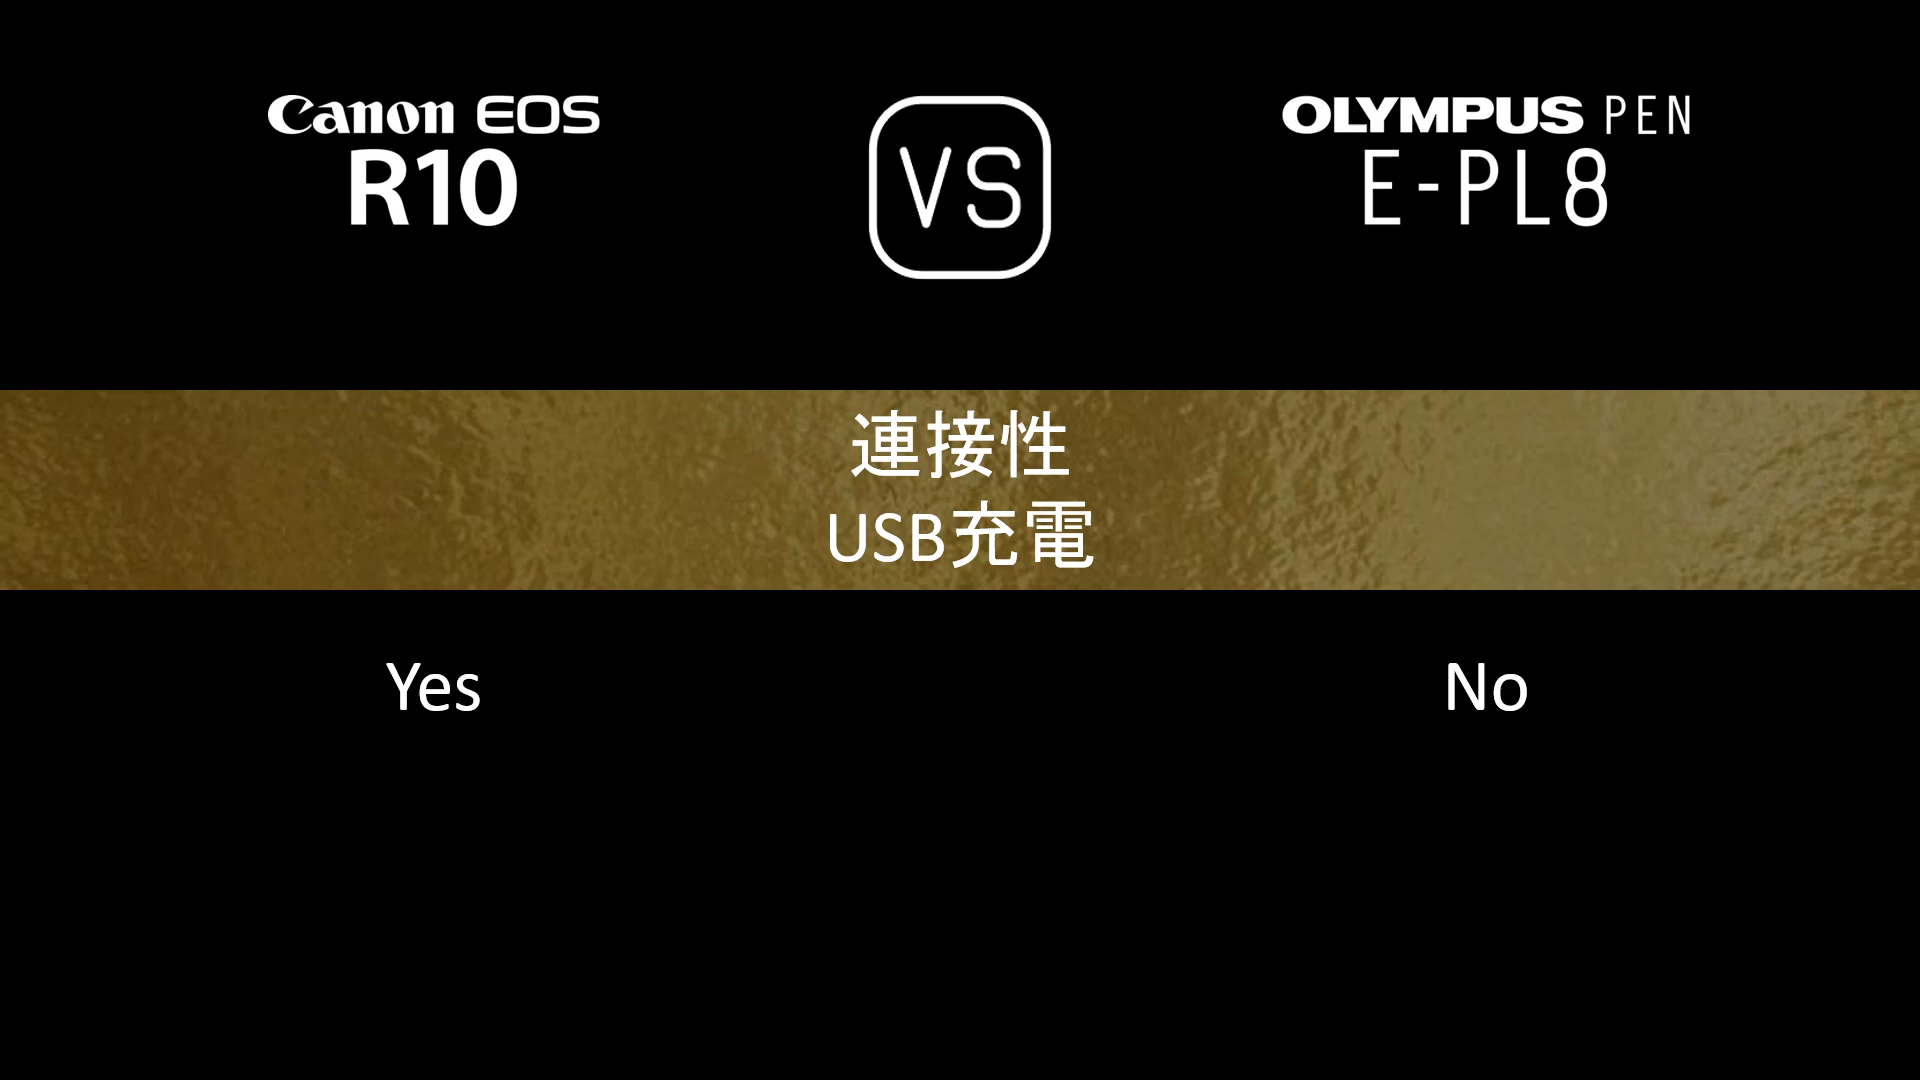 Canon EOS
R10
VS
OLYMPUS PEN
E-PL8
連接性
USB充電
Yes
No